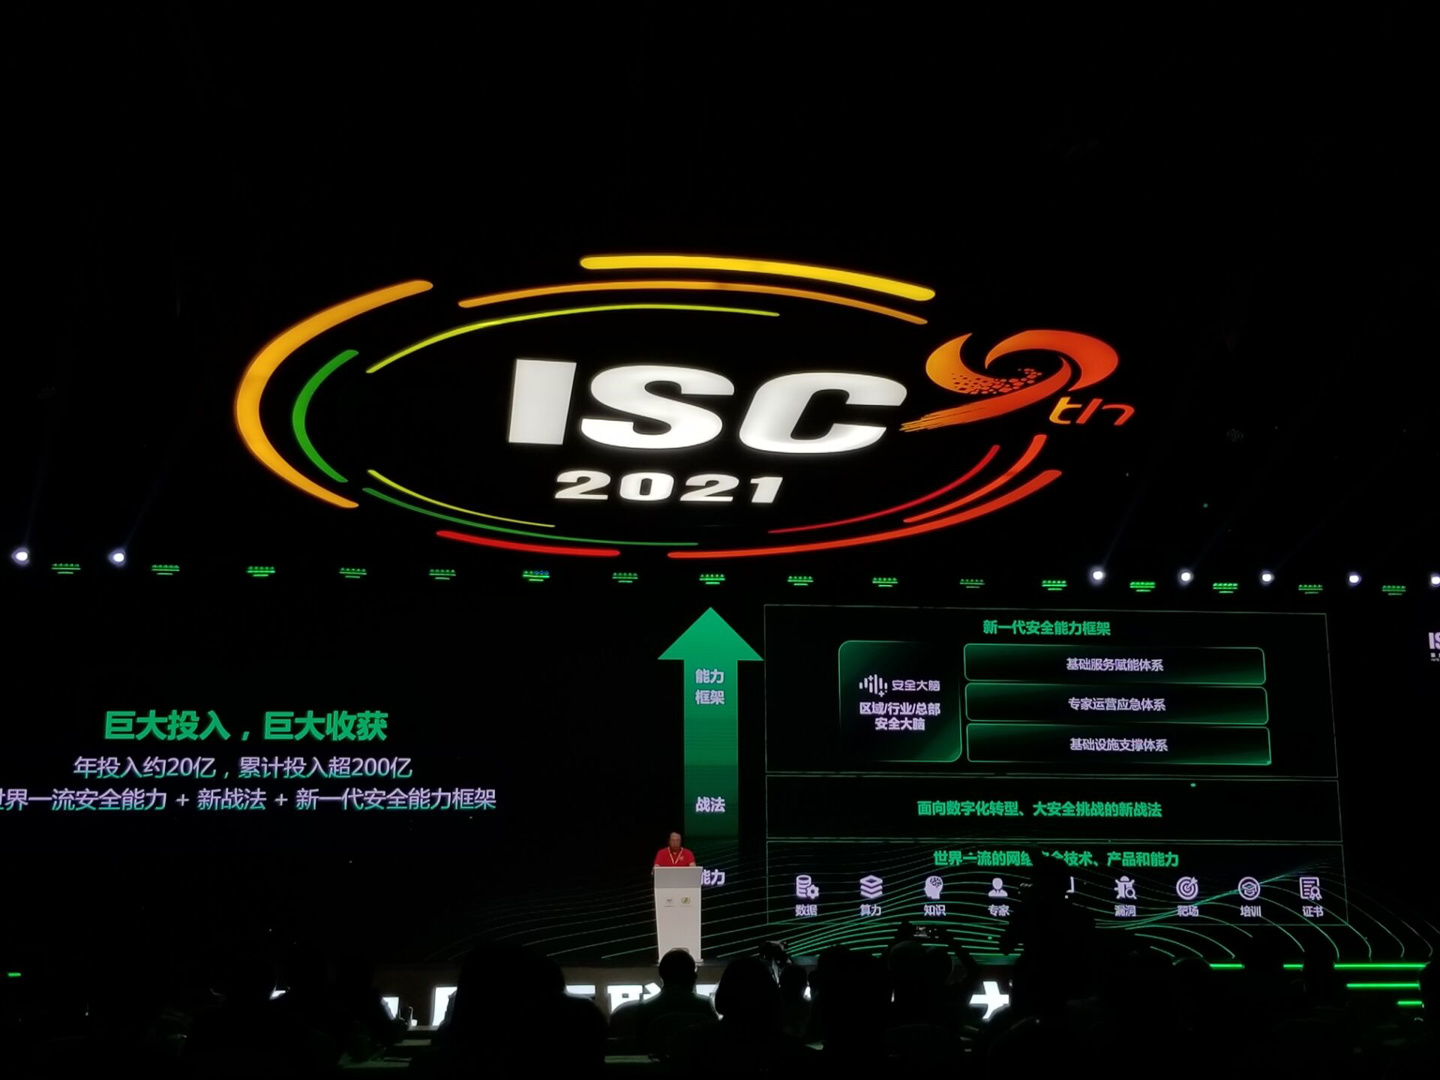 ISC 9th
2021
巨大投入，巨大收获
年投入约20亿，累计投入超200亿
世界一流安全能力 + 新战法 + 新一代安全能力框架
能力
框架
战法
能力
新一代安全能力框架
安全大脑
区域/行业/总部
安全大脑
基础服务赋能体系
专家运营应急体系
基础设施支撑体系
面向数字化转型、大安全挑战的新战法
世界一流的网络安全技术、产品和能力
数据
算力
知识
专家
漏洞
靶场
培训
证书